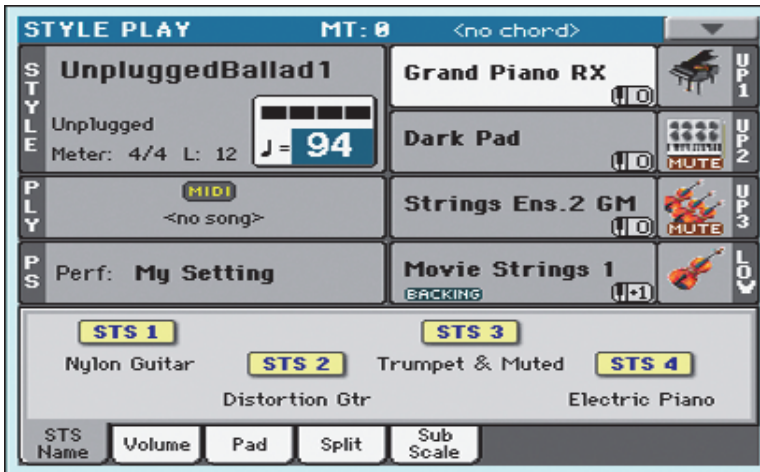 STYLE PLAY MT: 0 <no chord>
STYLE
UnpluggedBallad1
Unplugged
Meter: 4/4 L: 12
♩= 94
Grand Piano RX
0
UP1
Dark Pad
0
MUTE
UP2
PLY
MIDI
<no song>
Strings Ens.2 GM
0
MUTE
UP3
PS
Perf: My Setting
Movie Strings 1
BACKING
+1
LOW
STS 1
STS 3
Nylon Guitar
STS 2
Trumpet & Muted
STS 4
Distortion Gtr
Electric Piano
STS Name
Volume
Pad
Split
Sub Scale